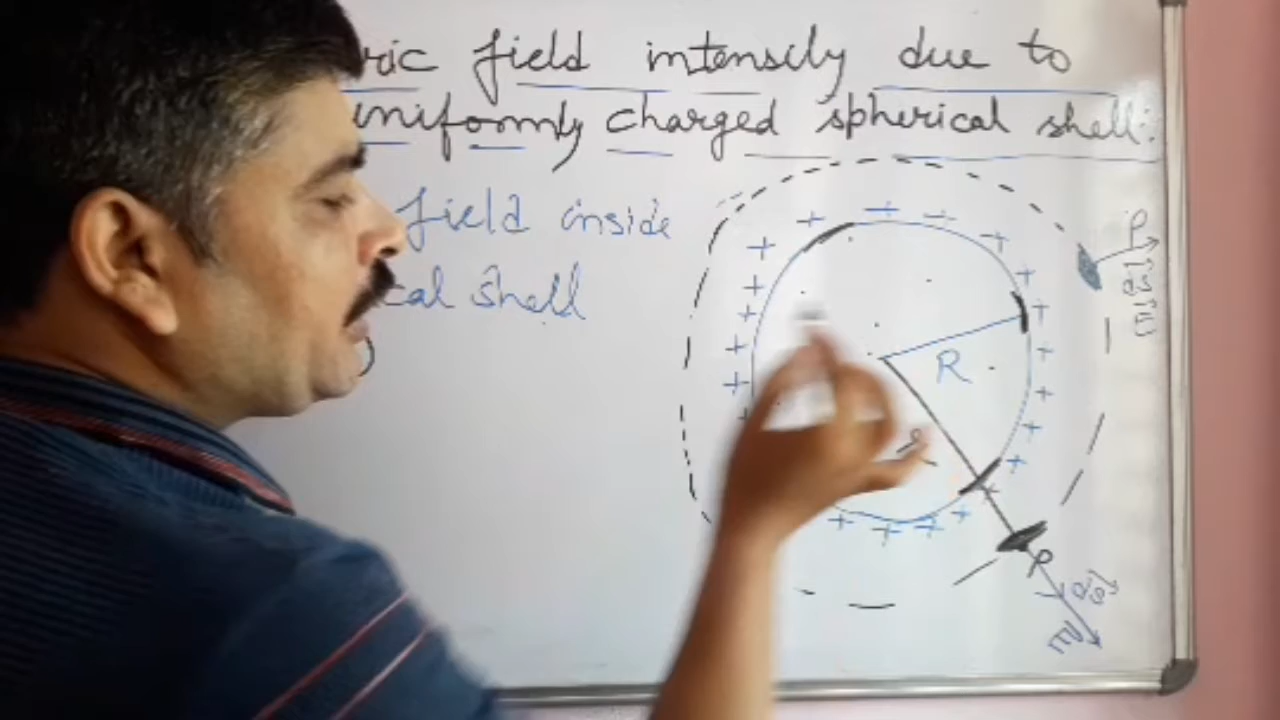 ric field intensity due to
uniformly charged spherical shell:
field inside
cal shell
R
r
P
ds
E
P
ds
E